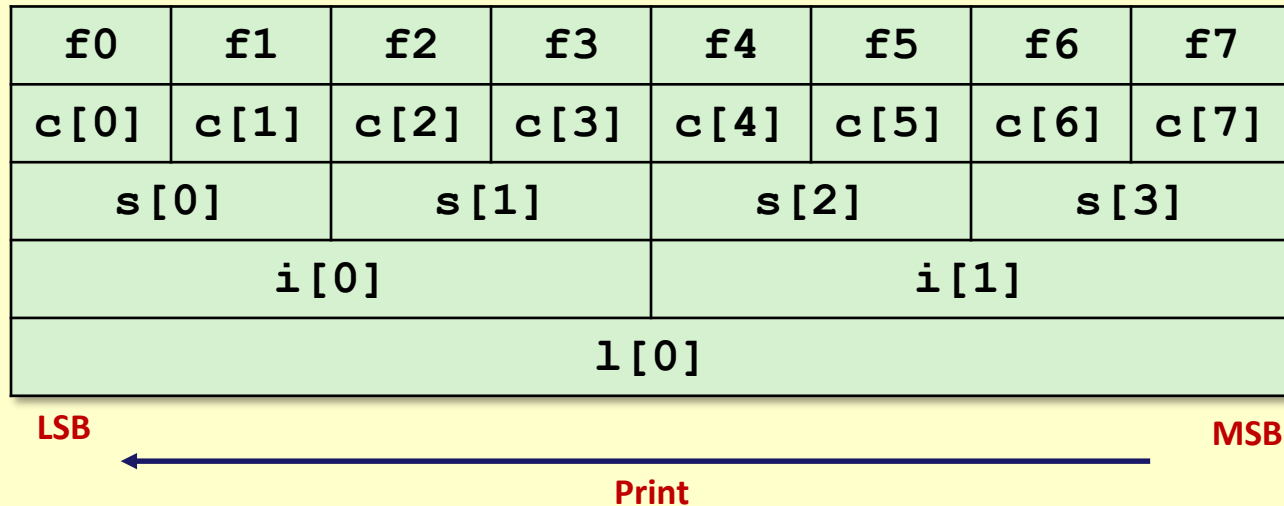 f0 f1 f2 f3 f4 f5 f6 f7
c[0] c[1] c[2] c[3] c[4] c[5] c[6] c[7]
s[0] s[1] s[2] s[3]
i[0] i[1]
l[0]
LSB MSB
Print